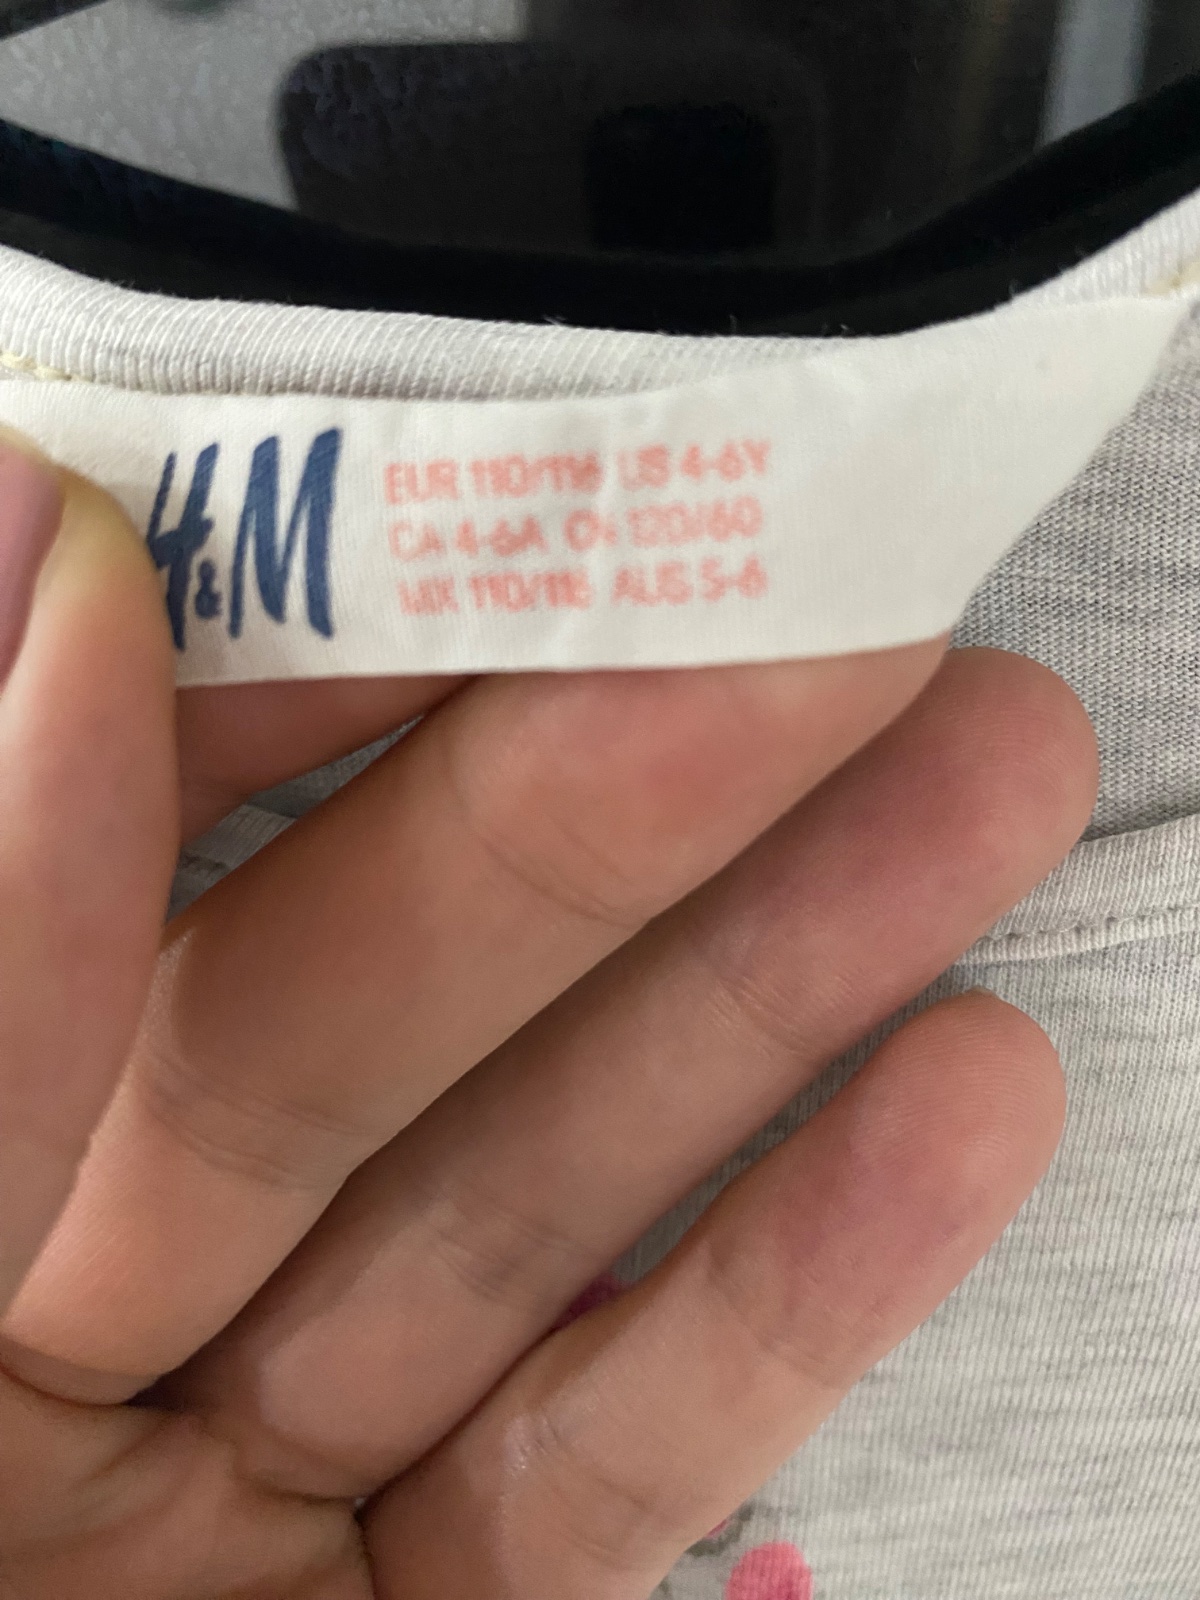 H&M
EUR 110/116 US 4-6Y
CA 4-6A CN 120/60
MX 110/116 AUS 5-6